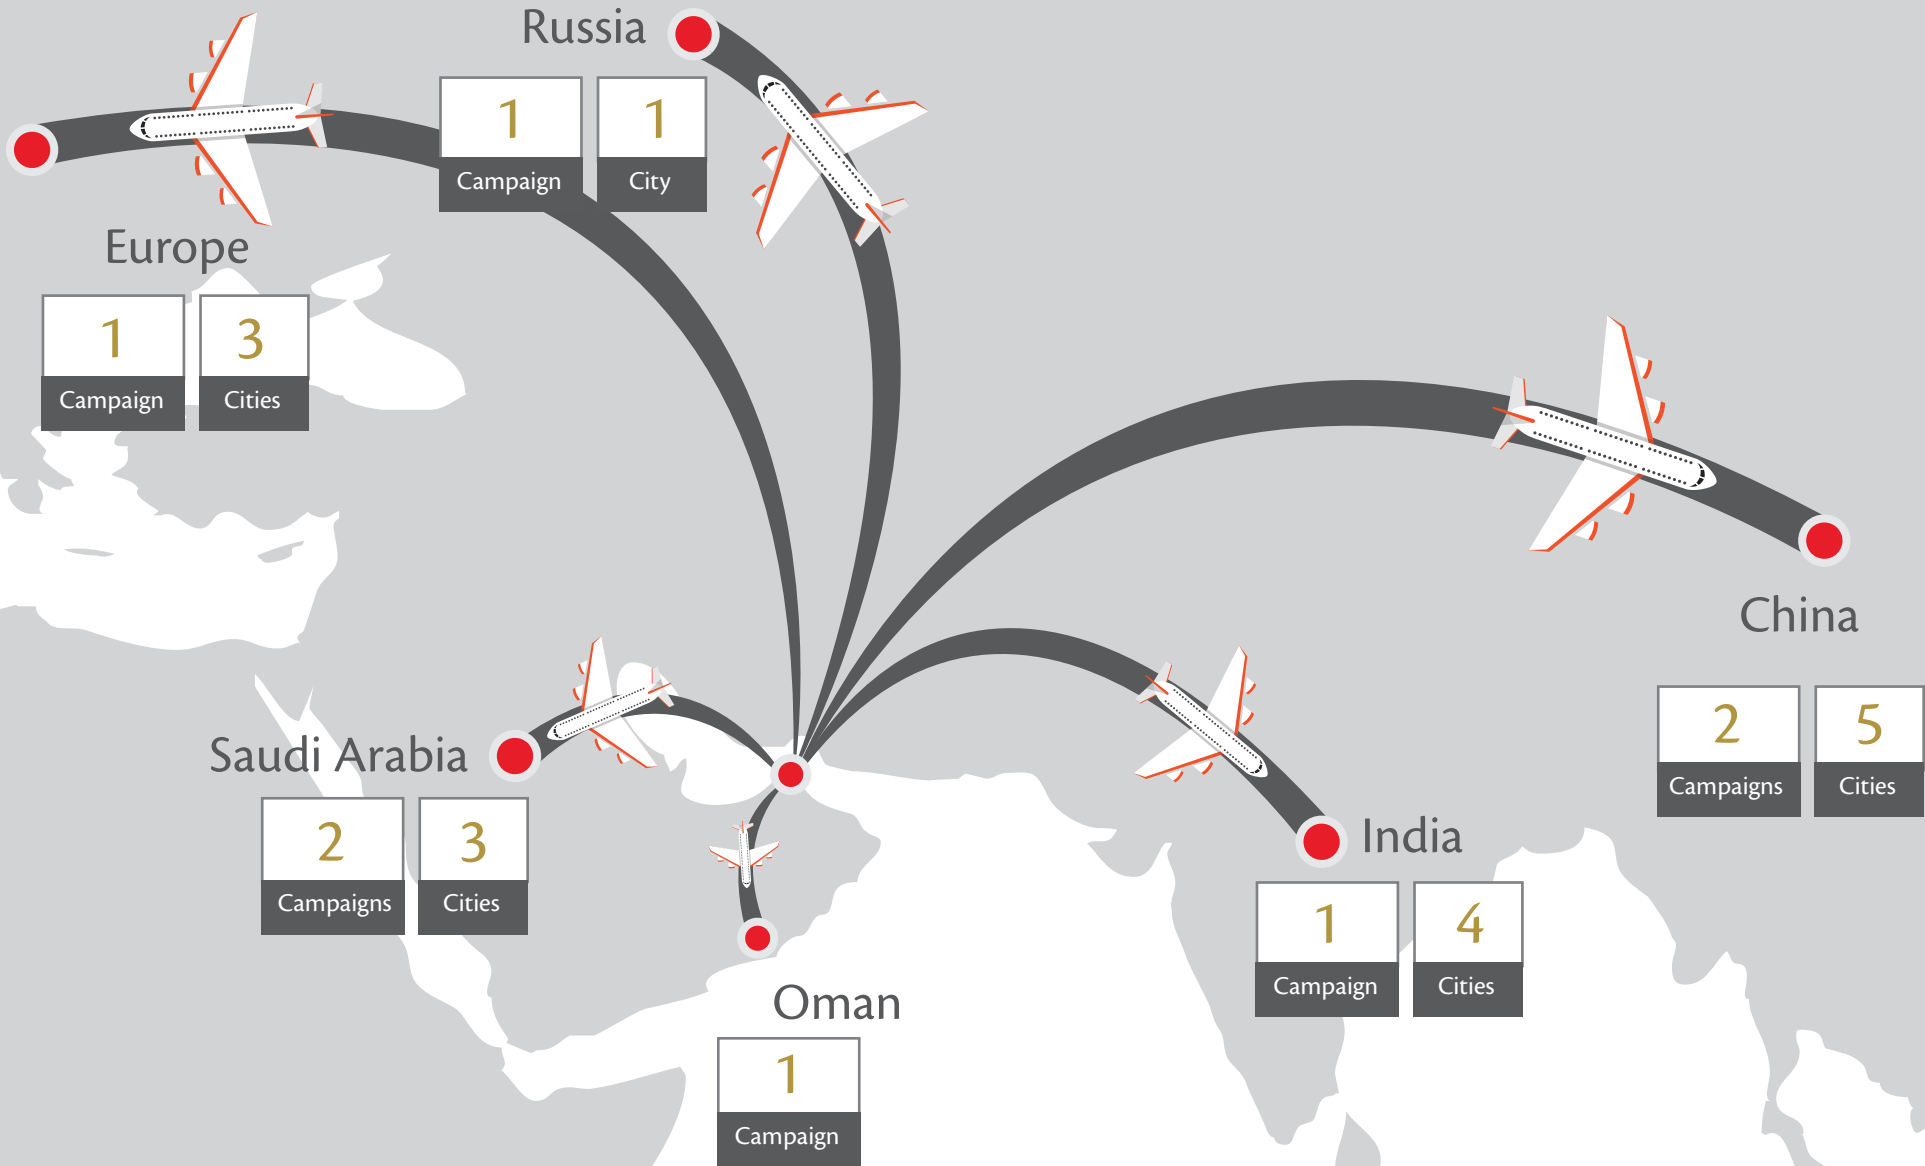 Russia
1 1
Campaign City
Europe
1 3
Campaign Cities
China
2 5
Campaigns Cities
Saudi Arabia
2 3
Campaigns Cities
India
1 4
Campaign Cities
Oman
1
Campaign